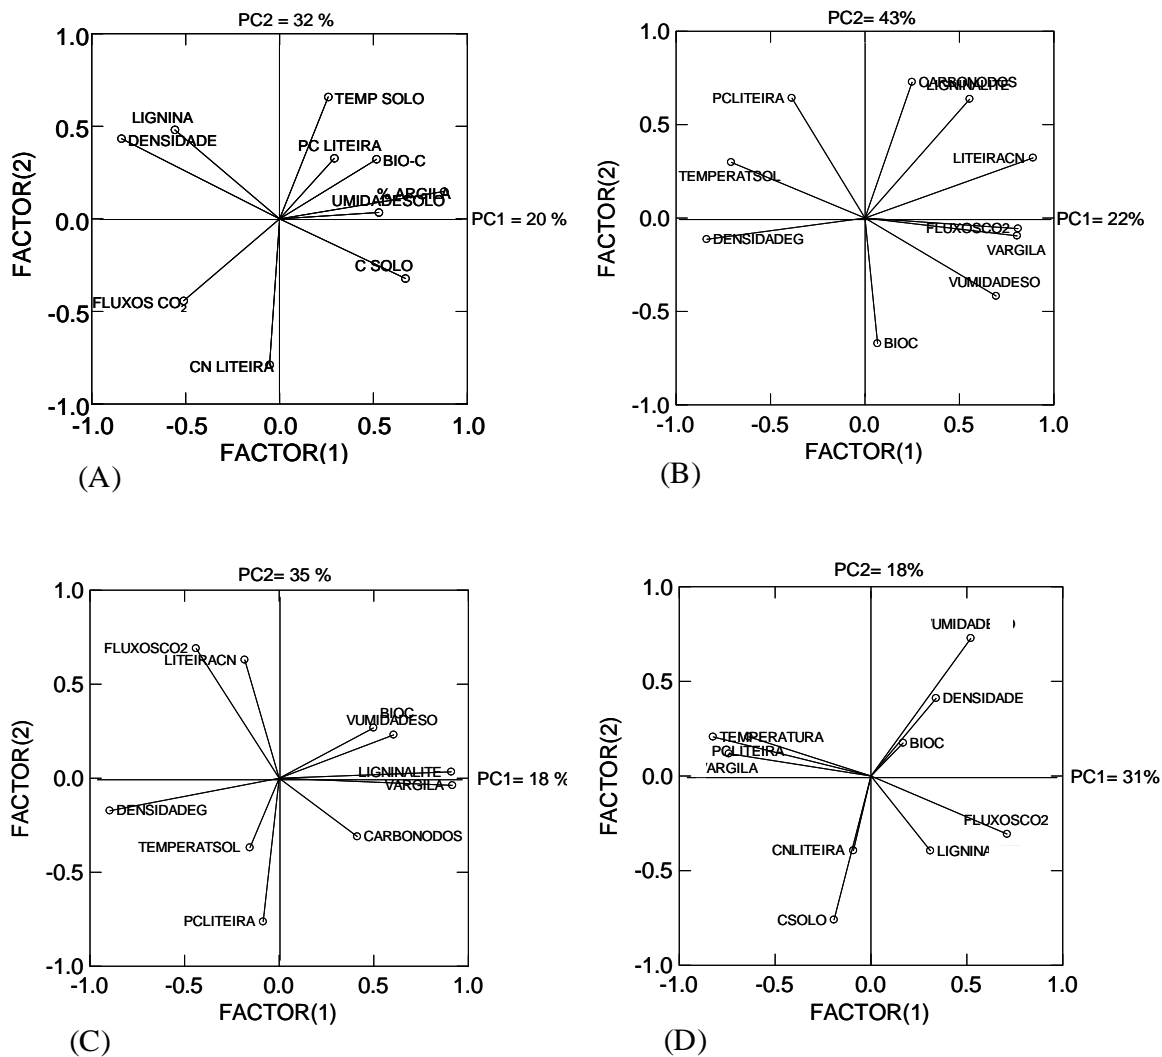 PC2 = 32 %
1.0
LIGNINA
TEMP SOLO
0.5
DENSIDADE
PC LITEIRA
BIO-C
% ARGILA
UMIDADESOLO
FACTOR(2)
0.0
PC1 = 20 %
C SOLO
FLUXOS CO2
-0.5
CN LITEIRA
-1.0
-1.0 -0.5 0.0 0.5 1.0
FACTOR(1)
(A)
PC2= 43%
1.0
CARBONODOS
LIGNINALITE
PCLITEIRA
0.5
LITEIRACN
TEMPERATSOL
FACTOR(2)
0.0
PC1= 22%
FLUXOSCO2
DENSIDADEG
VARGILA
VUMIDADESO
-0.5
BIOC
-1.0
-1.0 -0.5 0.0 0.5 1.0
FACTOR(1)
(B)
PC2= 35 %
1.0
FLUXOSCO2
LITEIRACN
0.5
BIOC
VUMIDADESO
LIGNINALITE
FACTOR(2)
0.0
PC1= 18 %
VARGILA
DENSIDADEG
CARBONODOS
TEMPERATSOL
-0.5
PCLITEIRA
-1.0
-1.0 -0.5 0.0 0.5 1.0
FACTOR(1)
(C)
PC2= 18%
1.0
UMIDADE
0.5
DENSIDADE
TEMPERATURA
BIOC
PCLITEIRA
ARGILA
FACTOR(2)
0.0
PC1= 31%
FLUXOSCO2
CNLITEIRA
LIGNINA
-0.5
CSOLO
-1.0
-1.0 -0.5 0.0 0.5 1.0
FACTOR(1)
(D)